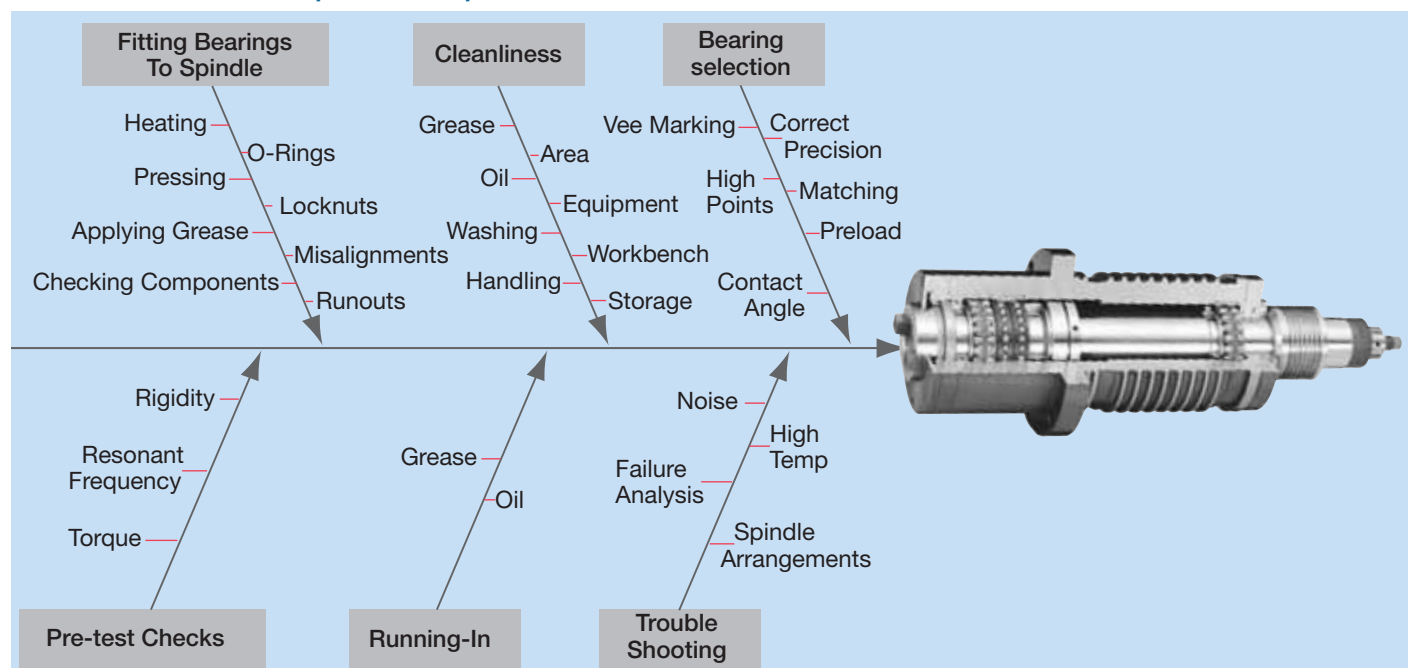 Fitting Bearings
To Spindle
Cleanliness
Bearing
selection
Heating
O-Rings
Pressing
Locknuts
Applying Grease
Misalignments
Checking Components
Runouts
Grease
Area
Oil
Equipment
Washing
Workbench
Handling
Storage
Vee Marking
Correct
Precision
High
Points
Matching
Preload
Contact
Angle
Rigidity
Resonant
Frequency
Torque
Grease
Oil
Noise
High
Temp
Failure
Analysis
Spindle
Arrangements
Pre-test Checks
Running-In
Trouble
Shooting